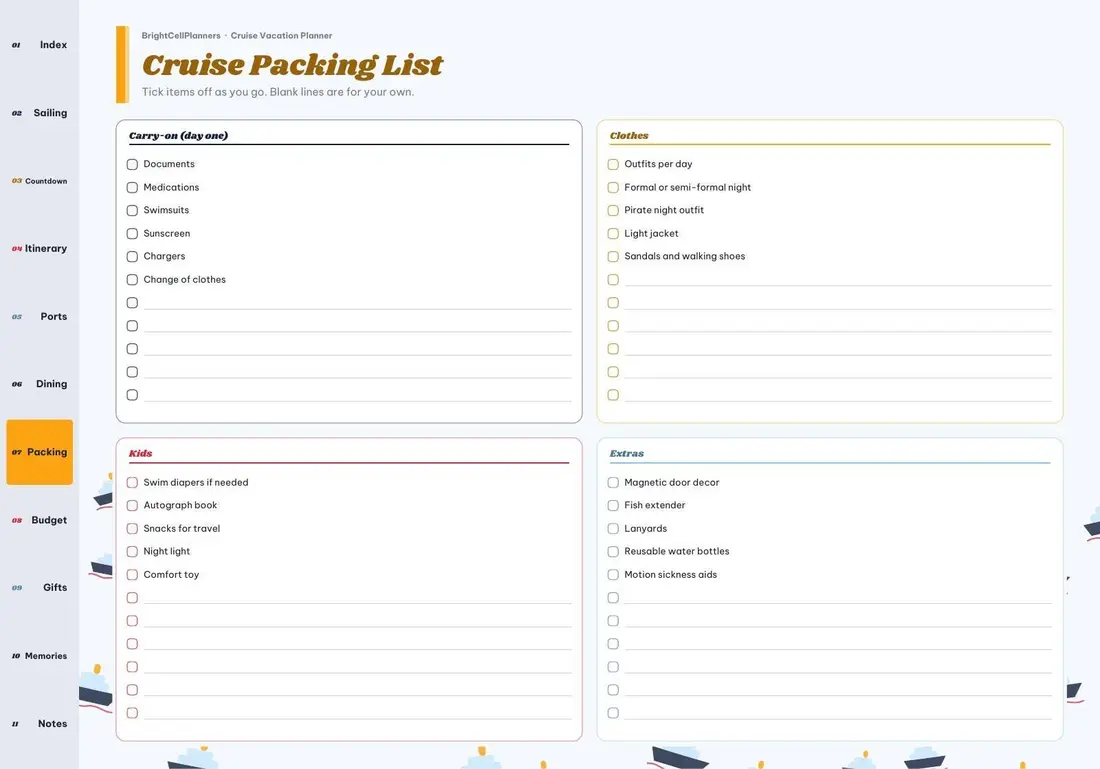 01 Index
02 Sailing
03 Countdown
04 Itinerary
05 Ports
06 Dining
07 Packing
08 Budget
09 Gifts
10 Memories
11 Notes
BrightCellPlanners · Cruise Vacation Planner
Cruise Packing List
Tick items off as you go. Blank lines are for your own.
Carry-on (day one)
Documents
Medications
Swimsuits
Sunscreen
Chargers
Change of clothes
Clothes
Outfits per day
Formal or semi-formal night
Pirate night outfit
Light jacket
Sandals and walking shoes
Kids
Swim diapers if needed
Autograph book
Snacks for travel
Night light
Comfort toy
Extras
Magnetic door decor
Fish extender
Lanyards
Reusable water bottles
Motion sickness aids